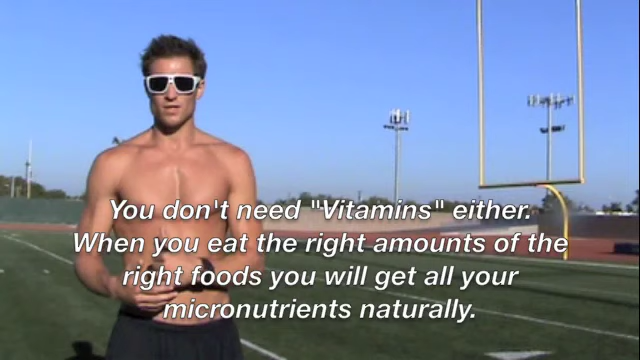 You don't need "Vitamins" either.
When you eat the right amounts of the
right foods you will get all your
micronutrients naturally.